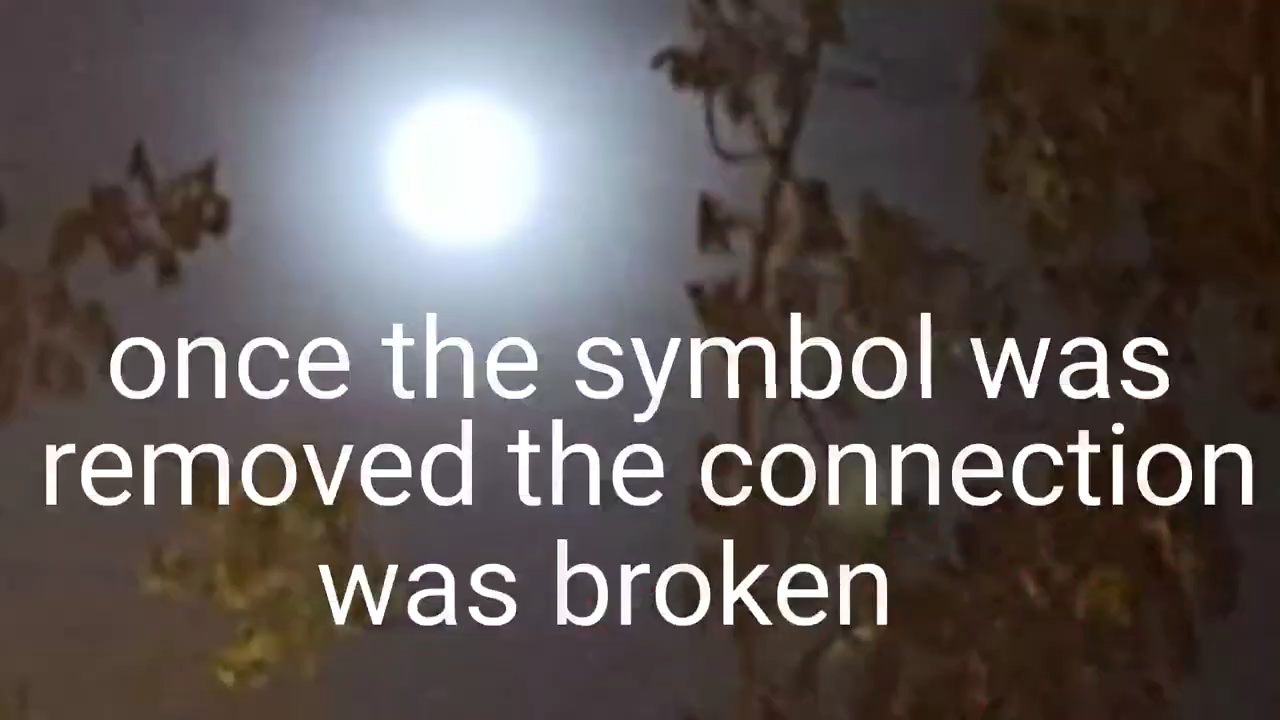 once the symbol was
removed the connection
was broken